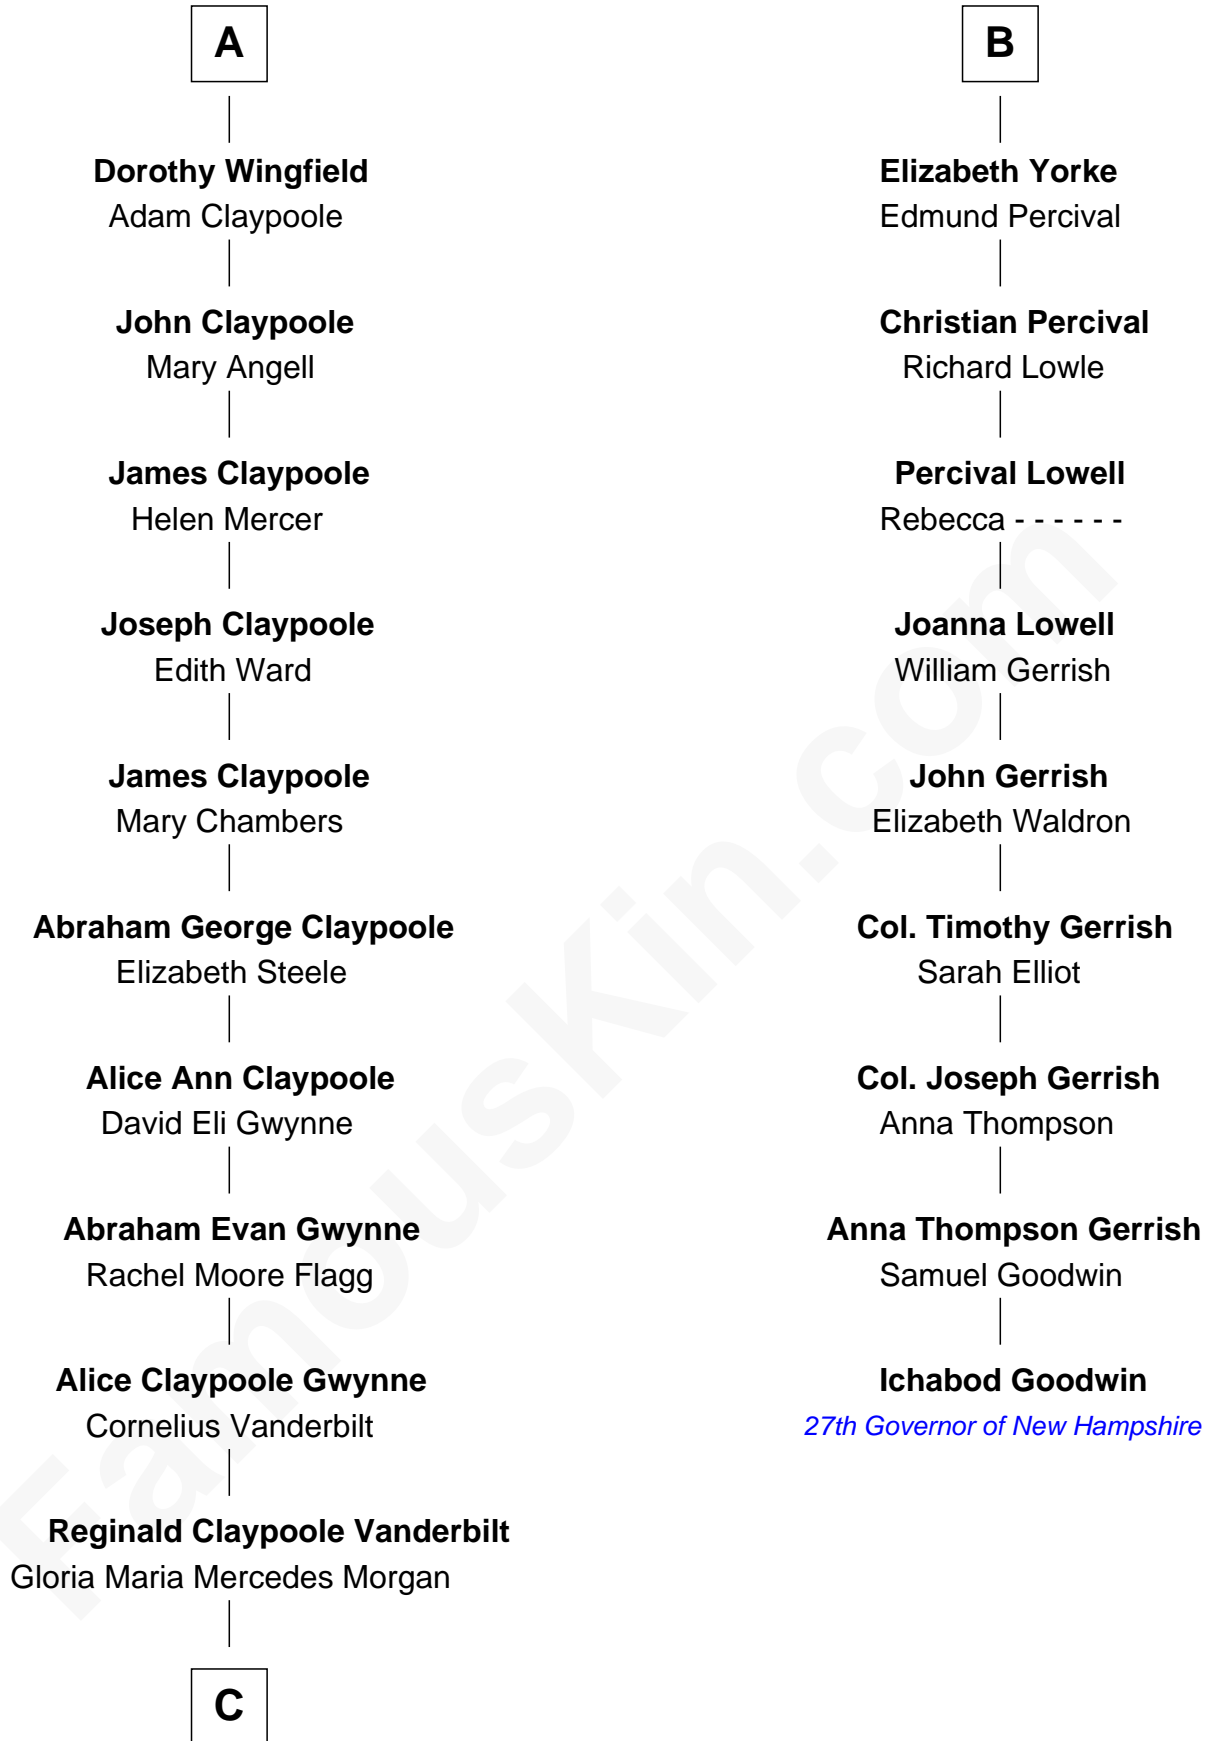 A
Dorothy Wingfield
Adam Claypoole
John Claypoole
Mary Angell
James Claypoole
Helen Mercer
Joseph Claypoole
Edith Ward
James Claypoole
Mary Chambers
Abraham George Claypoole
Elizabeth Steele
Alice Ann Claypoole
David Eli Gwynne
Abraham Evan Gwynne
Rachel Moore Flagg
Alice Claypoole Gwynne
Cornelius Vanderbilt
Reginald Claypoole Vanderbilt
Gloria Maria Mercedes Morgan
C
B
Elizabeth Yorke
Edmund Percival
Christian Percival
Richard Lowle
Percival Lowell
Rebecca - - - - - -
Joanna Lowell
William Gerrish
John Gerrish
Elizabeth Waldron
Col. Timothy Gerrish
Sarah Elliot
Col. Joseph Gerrish
Anna Thompson
Anna Thompson Gerrish
Samuel Goodwin
Ichabod Goodwin
27th Governor of New Hampshire
FamousKin.com